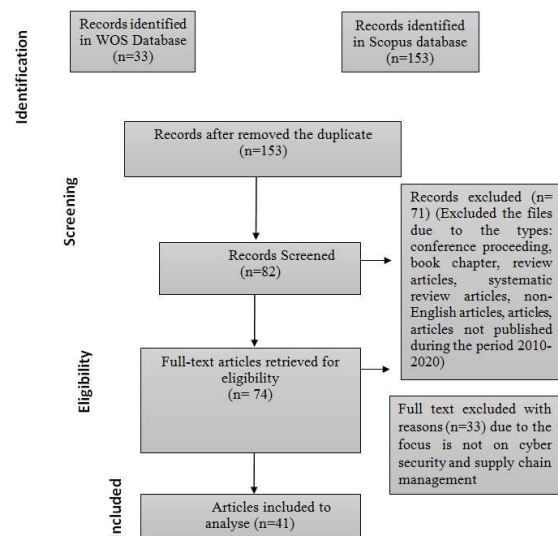 Identification
Records identified
in WOS Database
(n=33)
Records identified
in Scopus database
(n=153)
Screening
Records after removed the duplicate
(n=153)
Records excluded (n=
71) (Excluded the files
due to the types:
conference proceeding,
book chapter, review
articles, systematic
review articles, non-
English articles, articles,
articles not published
during the period 2010-
2020)
Records Screened
(n=82)
Eligibility
Full-text articles retrieved for
eligibility
(n= 74)
Full text excluded with
reasons (n=33) due to the
focus is not on cyber
security and supply chain
management
Included
Articles included to
analyse (n=41)